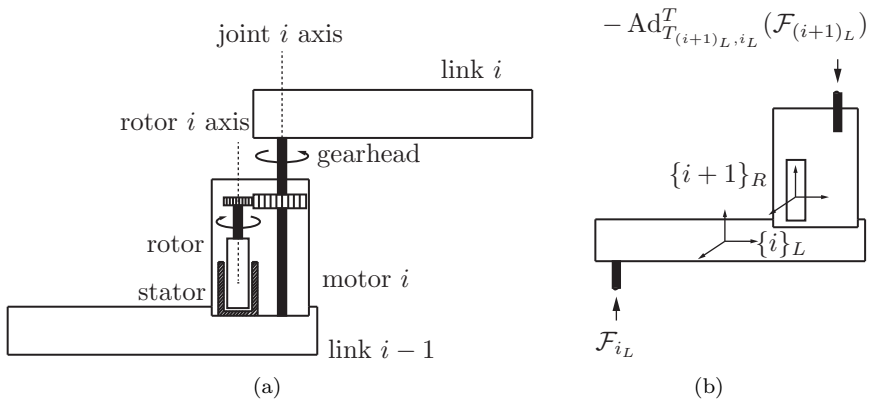 joint i axis
link i
rotor i axis
gearhead
rotor
stator
motor i
link i − 1
(a)
− Ad^T_{T_{(i+1)_L, i_L}}(F_{(i+1)_L})
{i + 1}_R
{i}_L
F_{i_L}
(b)